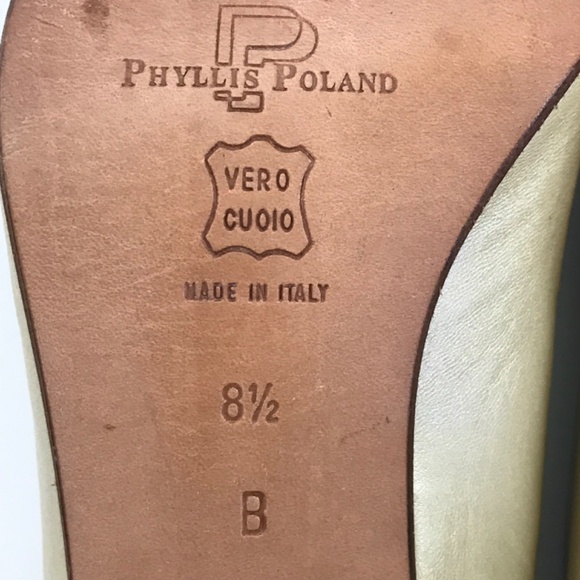 PHYLLIS POLAND
VERO
CUOIO
MADE IN ITALY
8½
B